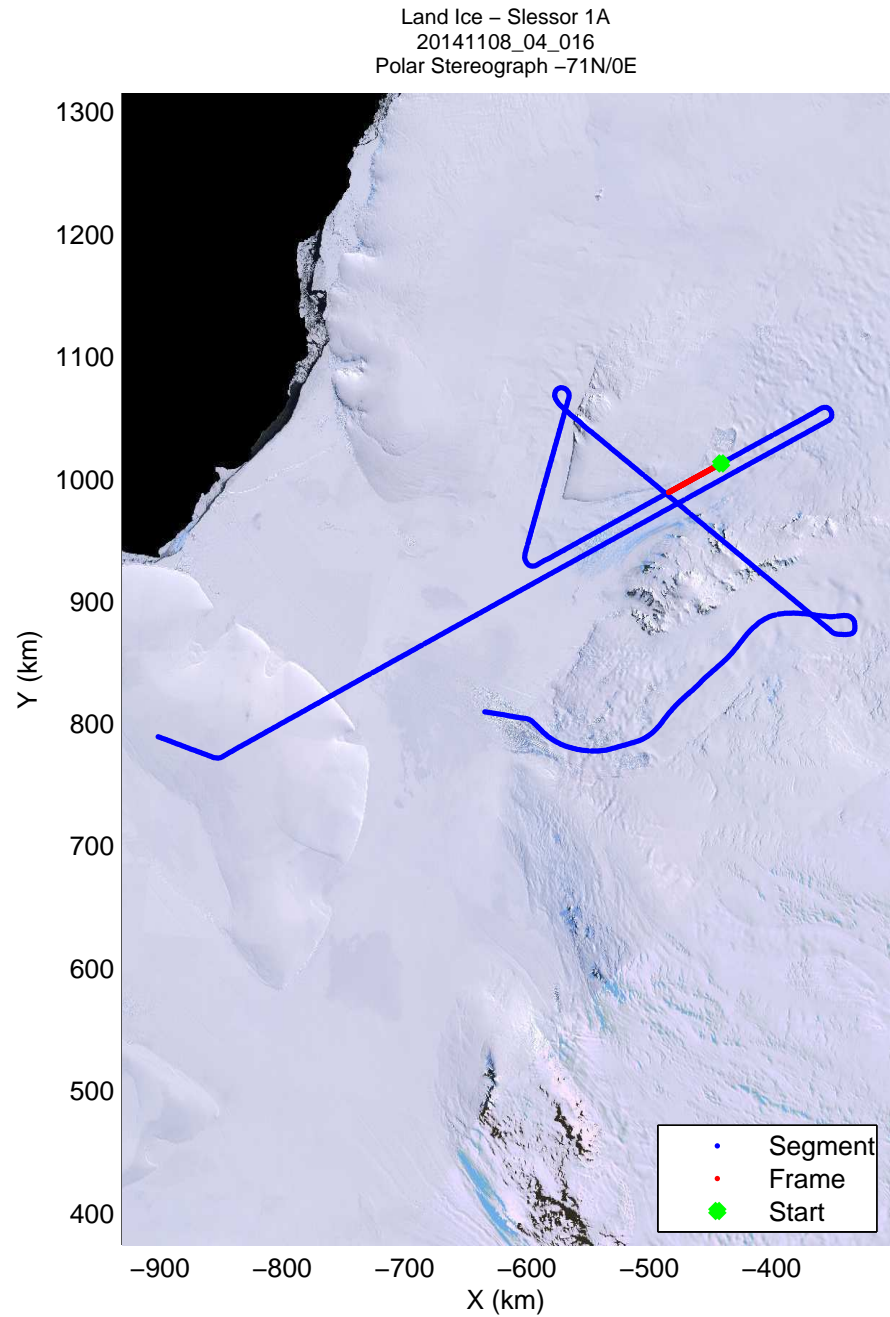 Land Ice − Slessor 1A
20141108_04_016
Polar Stereograph −71N/0E
1300
1200
1100
1000
900
800
700
600
500
400
Y (km)
Segment
Frame
Start
−900 −800 −700 −600 −500 −400
X (km)